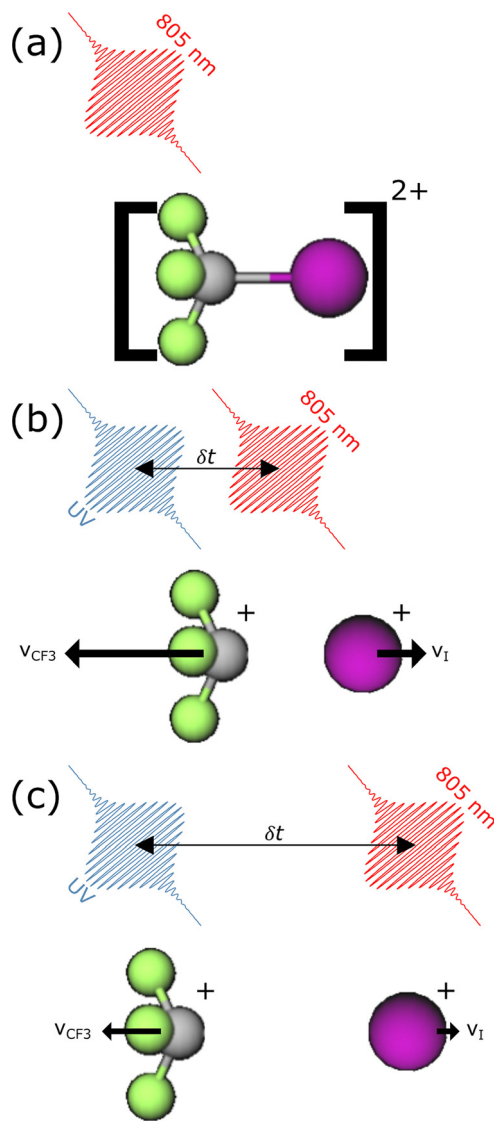 (a)
805 nm
2+
(b)
805 nm
δt
UV
+
+
vCF3
vI
(c)
805 nm
δt
UV
+
+
vCF3
vI